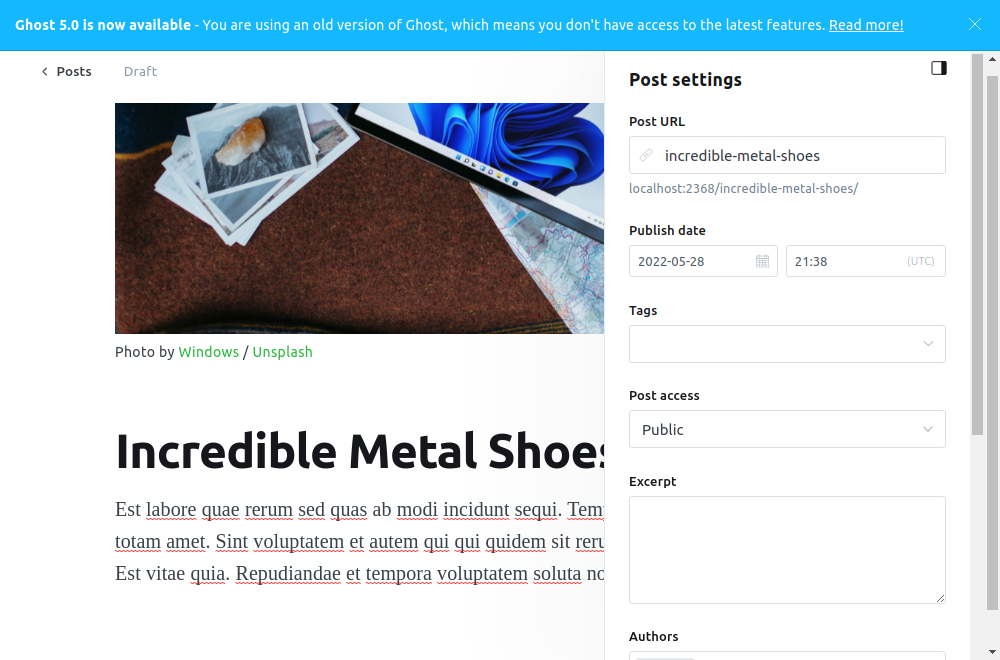 Ghost 5.0 is now available - You are using an old version of Ghost, which means you don't have access to the latest features. Read more!
Posts
Draft
Photo by Windows / Unsplash
Incredible Metal Shoes
Est labore quae rerum sed quas ab modi incidunt sequi.
totam amet. Sint voluptatem et autem qui qui quidem sit
Est vitae quia. Repudiandae et tempora voluptatem soluta
Post settings
Post URL
incredible-metal-shoes
localhost:2368/incredible-metal-shoes/
Publish date
2022-05-28
21:38
(UTC)
Tags
Post access
Public
Excerpt
Authors